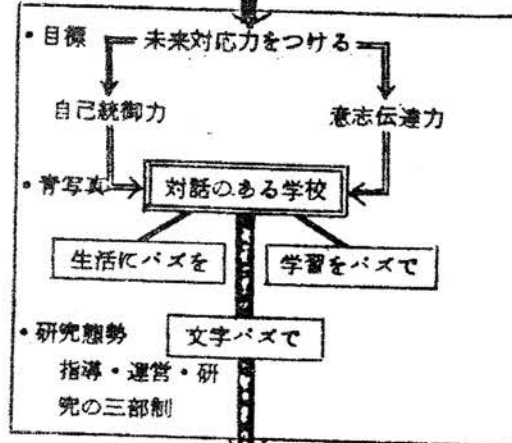 ・目標 未来対応力をつける
自己統御力 意志伝達力
・青写真 対話のある学校
生活にバズを 学習をバズで
・研究態勢 文字バズで
指導・運営・研
究の三部制